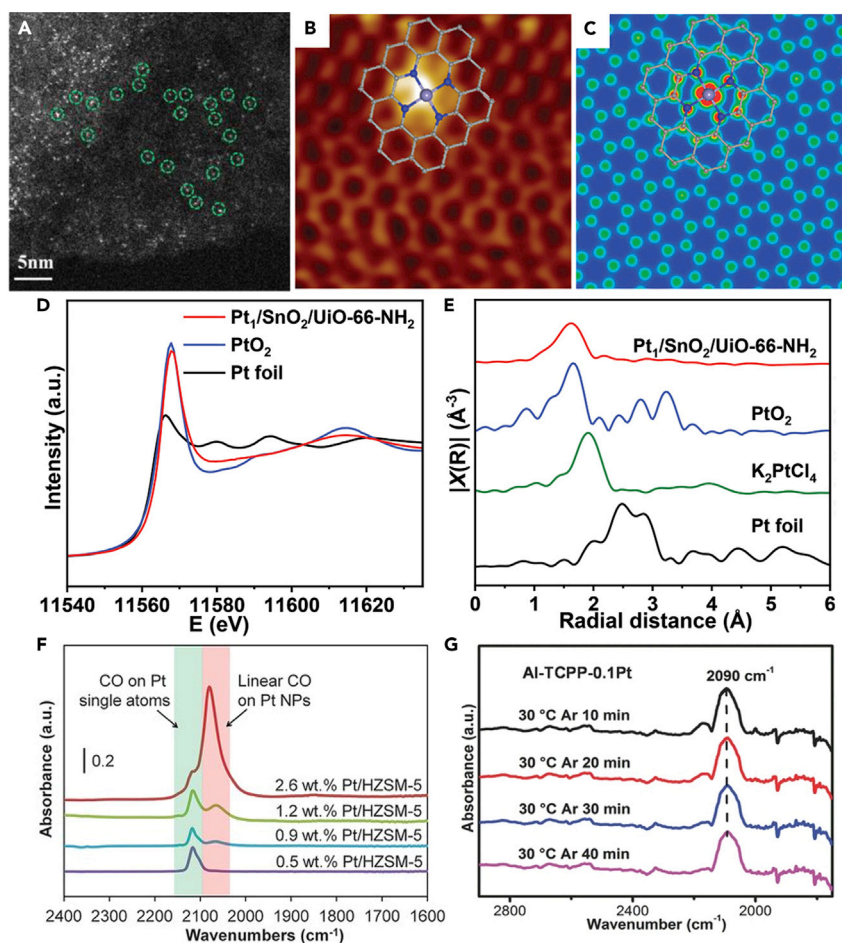 A
5nm
B
C
D
Pt₁/SnO₂/UiO-66-NH₂
PtO₂
Pt foil
Intensity (a.u.)
11540 11560 11580 11600 11620
E (eV)
E
Pt₁/SnO₂/UiO-66-NH₂
PtO₂
K₂PtCl₄
Pt foil
|X(R)| (Å⁻³)
0 1 2 3 4 5 6
Radial distance (Å)
F
CO on Pt
single atoms
Linear CO
on Pt NPs
0.2
2.6 wt.% Pt/HZSM-5
1.2 wt.% Pt/HZSM-5
0.9 wt.% Pt/HZSM-5
0.5 wt.% Pt/HZSM-5
Absorbance (a.u.)
2400 2300 2200 2100 2000 1900 1800 1700 1600
Wavenumbers (cm⁻¹)
G
Al-TCPP-0.1Pt
2090 cm⁻¹
30 °C Ar 10 min
30 °C Ar 20 min
30 °C Ar 30 min
30 °C Ar 40 min
Absorbance (a.u.)
2800 2400 2000
Wavenumber (cm⁻¹)